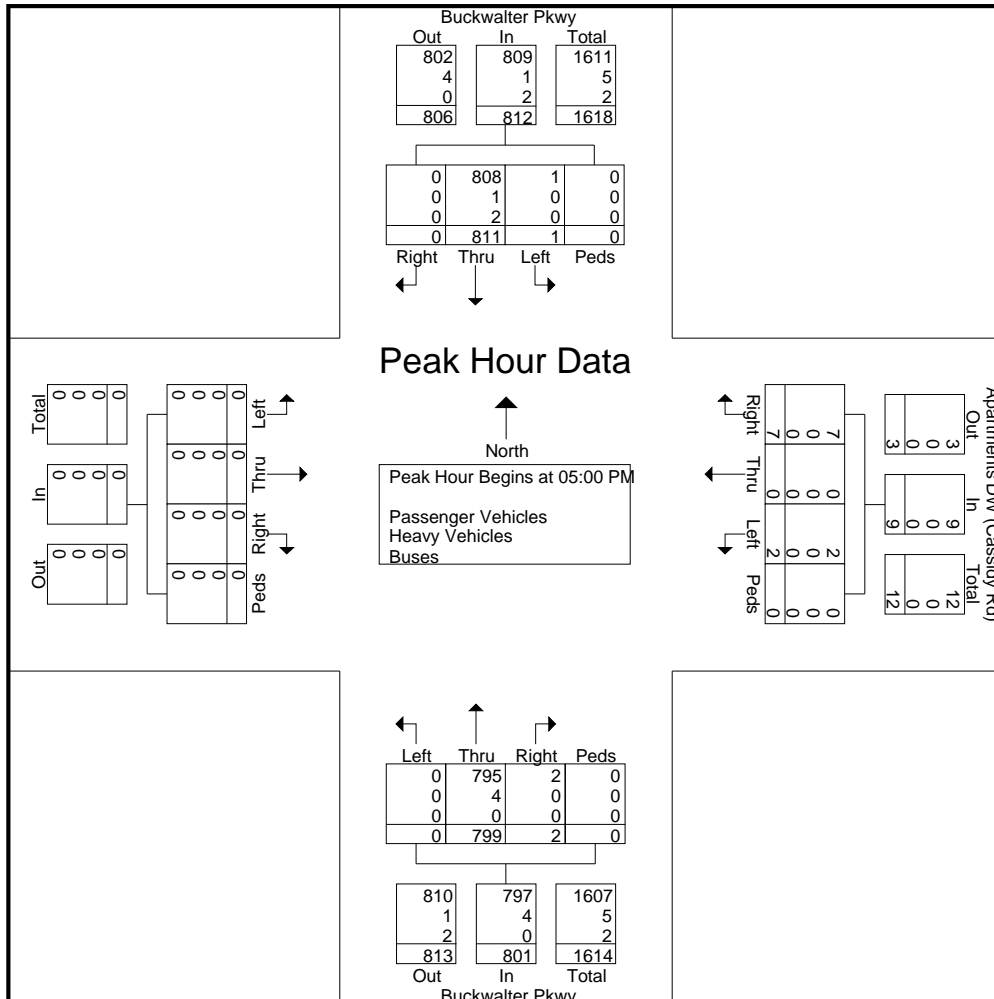 Buckwalter Pkwy
Out In Total
802 809 1611
4 1 5
0 2 2
806 812 1618
0 808 1 0
0 1 0 0
0 2 0 0
0 811 1 0
Right Thru Left Peds
Peak Hour Data
North
Peak Hour Begins at 05:00 PM
Passenger Vehicles
Heavy Vehicles
Buses
Total In Out
0 0 0 0
0 0 0 0
0 0 0 0
Left Thru Right Peds
0 0 0 0
0 0 0 0
0 0 0 0
0 0 0 0
Right Thru Left Peds
7 0 2 0
0 0 0 0
0 0 0 0
7 0 2 0
Apartments DW (Cassidy Rd)
Out In Total
3 9 12
0 0 0
0 0 0
3 9 12
Left Thru Right Peds
0 795 2 0
0 4 0 0
0 0 0 0
0 799 2 0
810 797 1607
1 4 5
2 0 2
813 801 1614
Out In Total
Buckwalter Pkwy